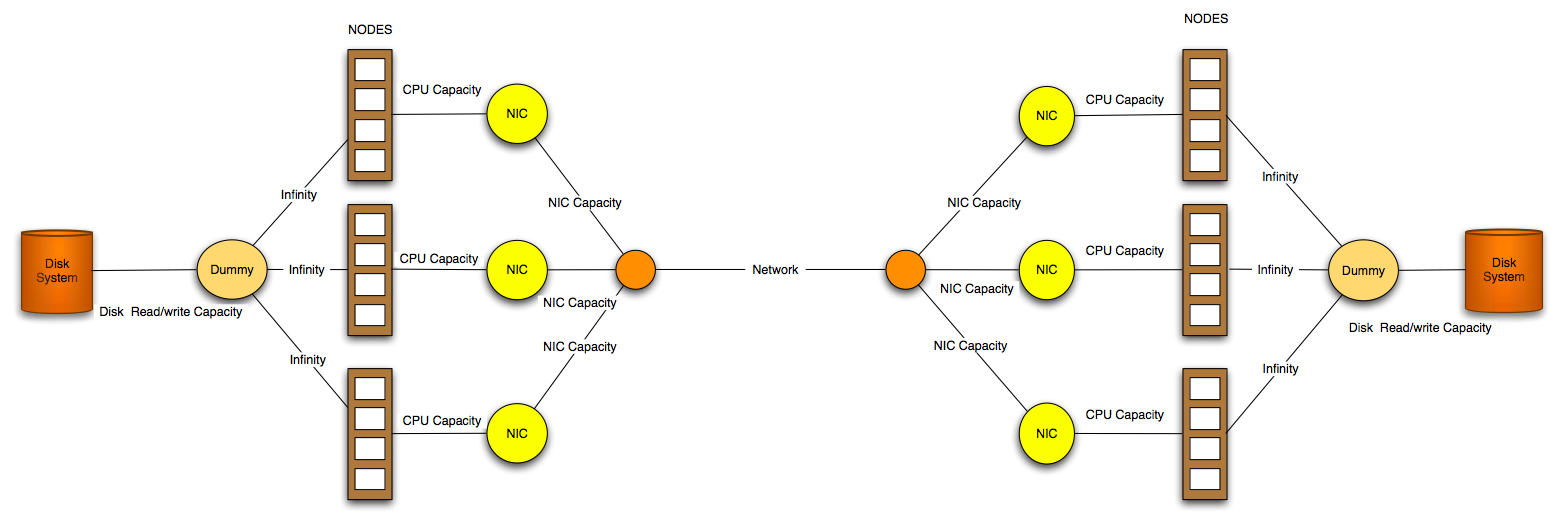 NODES
NODES
CPU Capacity
CPU Capacity
NIC
NIC
Infinity
Infinity
NIC Capacity
NIC Capacity
CPU Capacity
CPU Capacity
Disk
System
Dummy
Infinity
NIC
Network
NIC
Infinity
Dummy
Disk
System
NIC Capacity
NIC Capacity
Disk Read/write Capacity
Disk Read/write Capacity
NIC Capacity
NIC Capacity
Infinity
Infinity
CPU Capacity
CPU Capacity
NIC
NIC